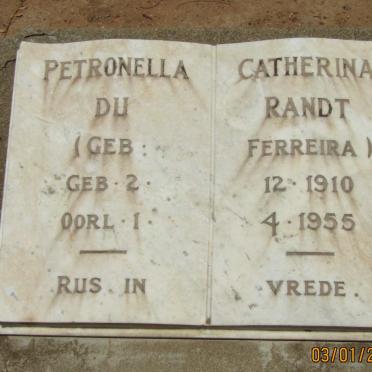 PETRONELLA CATHERINA
DU RANDT
(GEB: FERREIRA)
GEB. 2. 12. 1910
OORL. 1. 4. 1955
RUS IN VREDE.
03/01/2